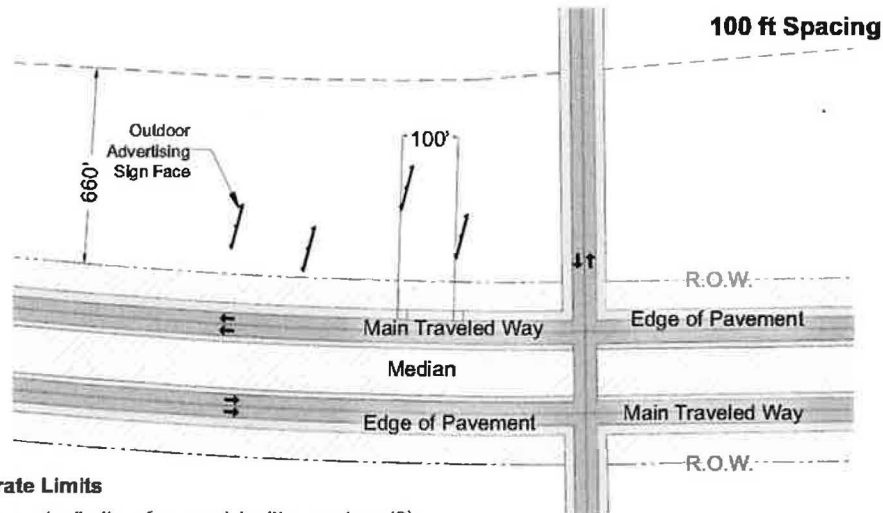 100 ft Spacing
Outdoor
Advertising
Sign Face
100'
660'
R.O.W.
Main Traveled Way
Edge of Pavement
Median
Edge of Pavement
Main Traveled Way
R.O.W.
rate Limits